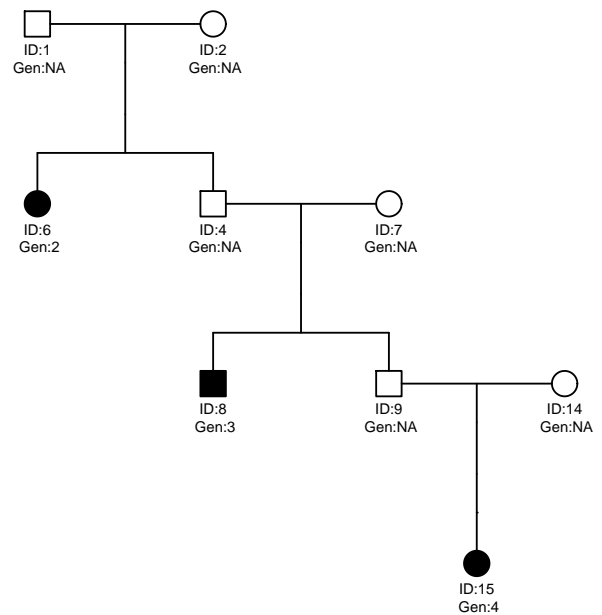 ID:1
Gen:NA
ID:2
Gen:NA
ID:6
Gen:2
ID:4
Gen:NA
ID:7
Gen:NA
ID:8
Gen:3
ID:9
Gen:NA
ID:14
Gen:NA
ID:15
Gen:4